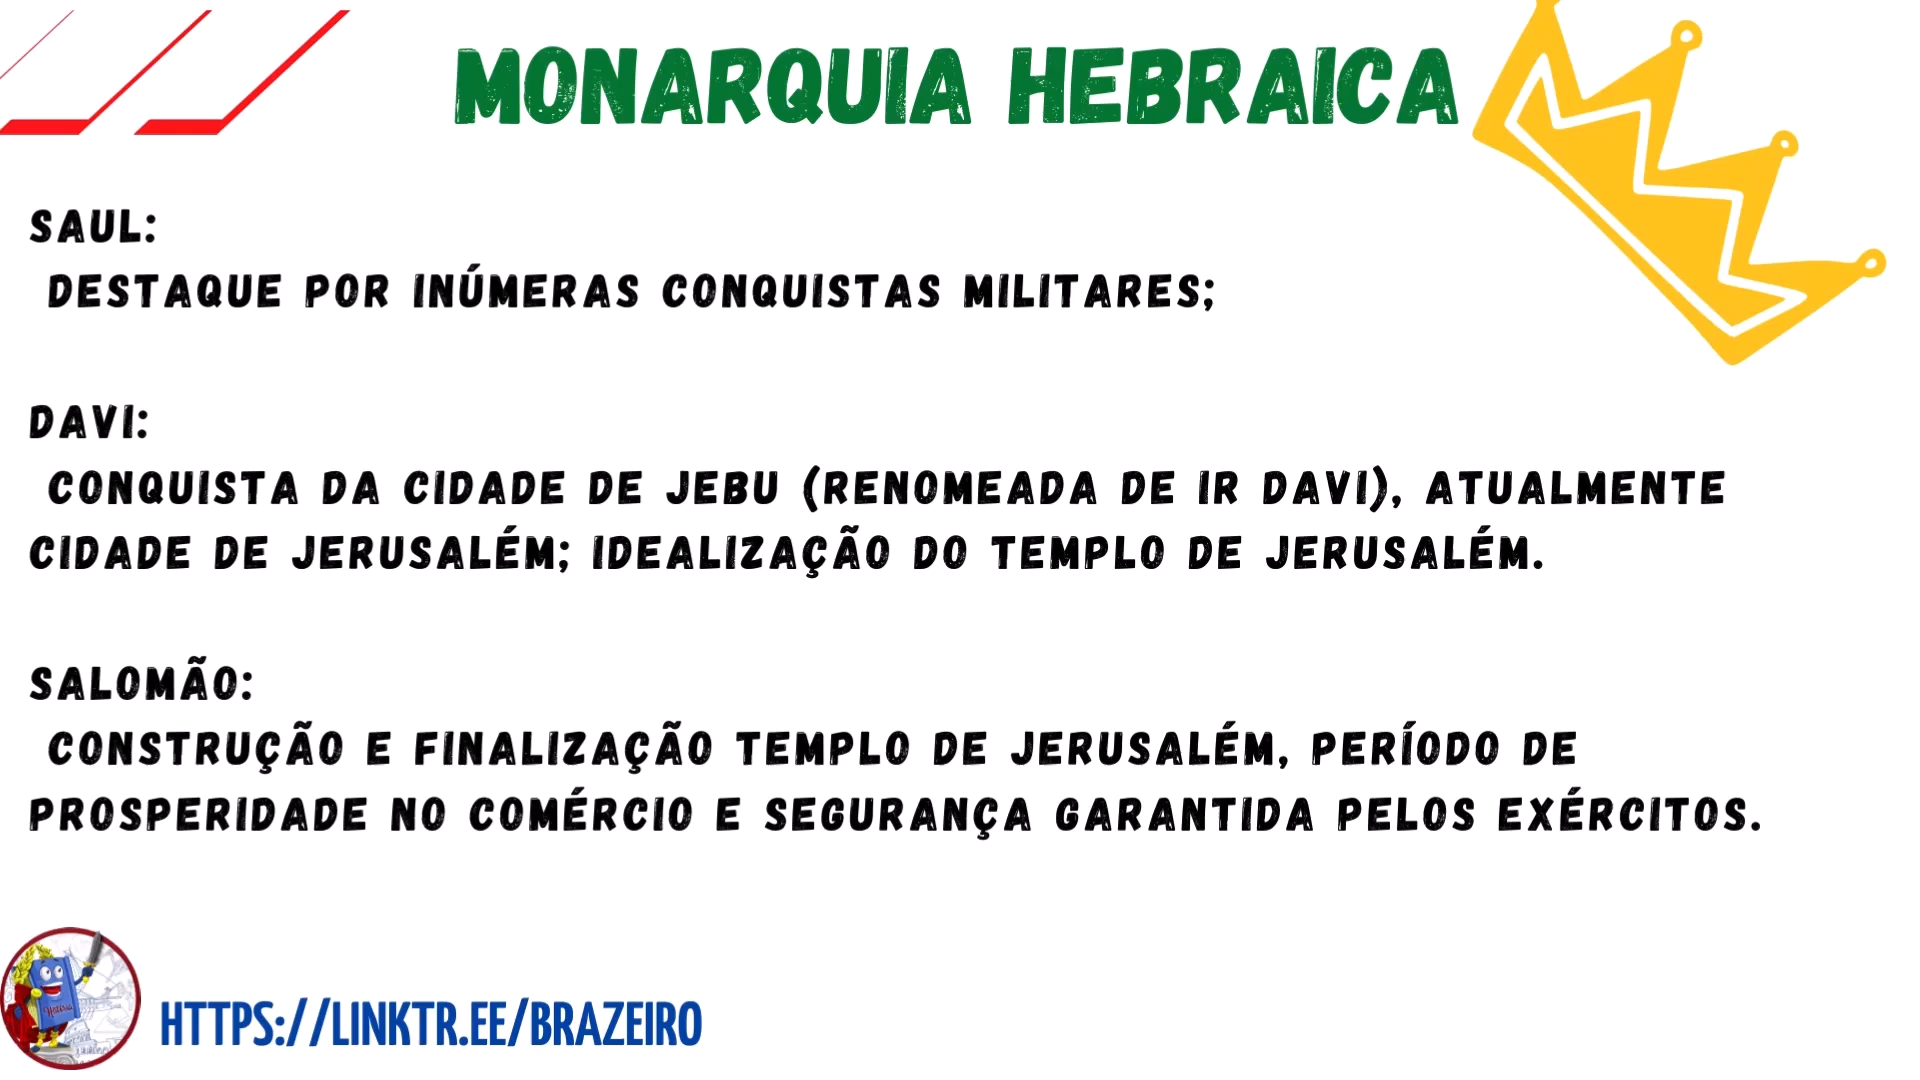 MONARQUIA HEBRAICA
SAUL:
DESTAQUE POR INÚMERAS CONQUISTAS MILITARES;
DAVI:
CONQUISTA DA CIDADE DE JEBU (RENOMEADA DE IR DAVI), ATUALMENTE
CIDADE DE JERUSALÉM; IDEALIZAÇÃO DO TEMPLO DE JERUSALÉM.
SALOMÃO:
CONSTRUÇÃO E FINALIZAÇÃO TEMPLO DE JERUSALÉM, PERÍODO DE
PROSPERIDADE NO COMÉRCIO E SEGURANÇA GARANTIDA PELOS EXÉRCITOS.
História
HTTPS://LINKTR.EE/BRAZEIRO